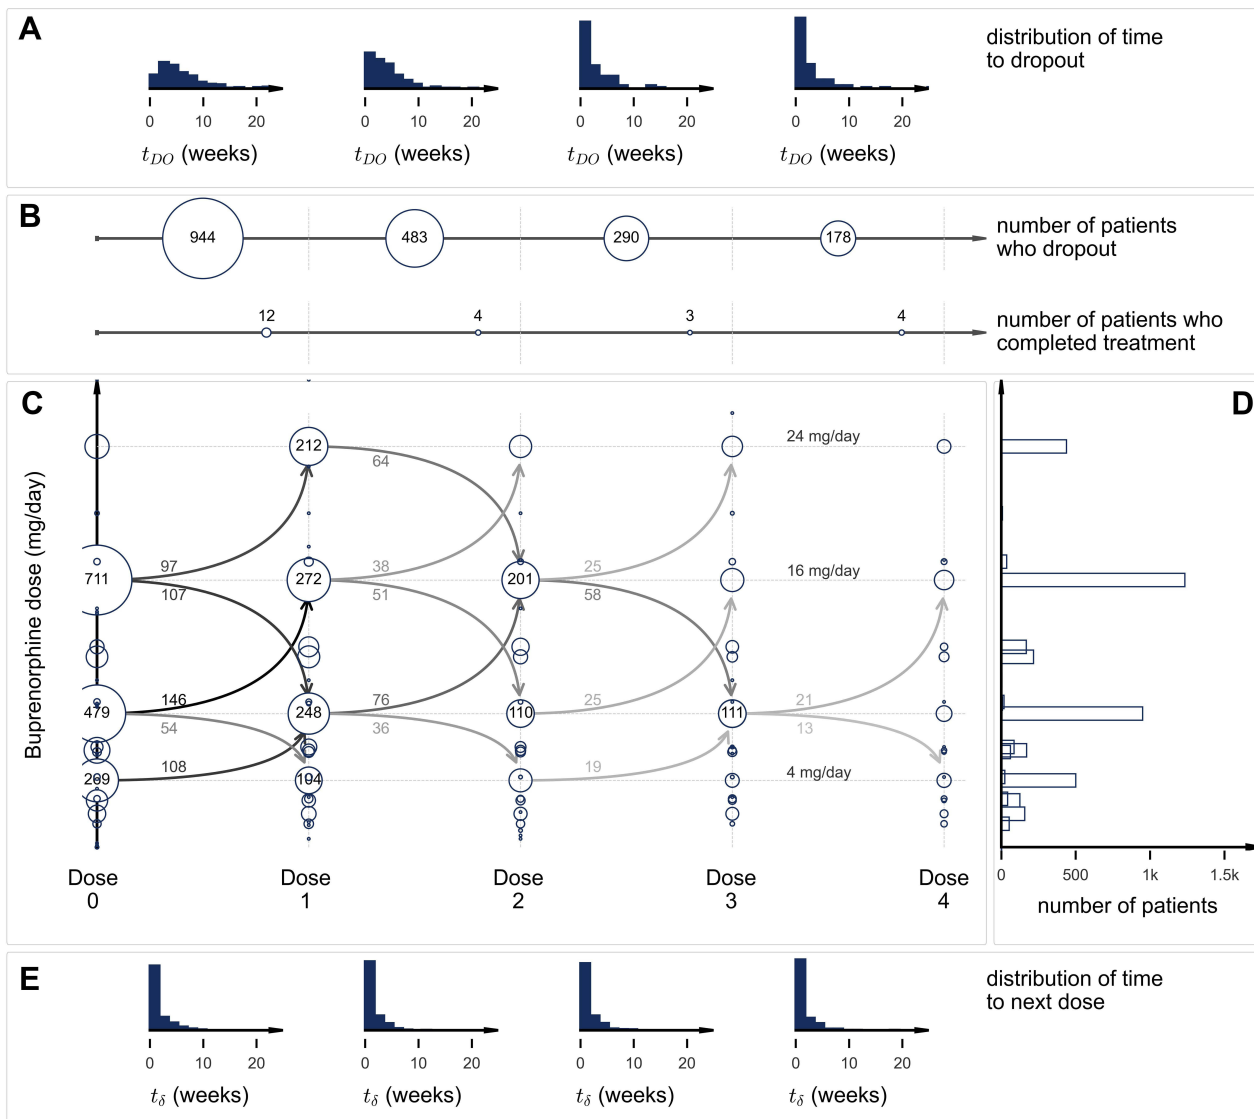 A
distribution of time
to dropout
0 10 20 0 10 20 0 10 20 0 10 20
t_DO (weeks) t_DO (weeks) t_DO (weeks) t_DO (weeks)
B
944 483 290 178
number of patients
who dropout
12 4 3 4
number of patients who
completed treatment
C
D
Buprenorphine dose (mg/day)
212
64
24 mg/day
97 38 25
711 272 201 16 mg/day
107 51 58
146 76 25 21
479 248 110 111
54 36 13
108 19
269 194 4 mg/day
Dose Dose Dose Dose Dose
0 1 2 3 4
0 500 1k 1.5k
number of patients
E
distribution of time
to next dose
0 10 20 0 10 20 0 10 20 0 10 20
t_δ (weeks) t_δ (weeks) t_δ (weeks) t_δ (weeks)